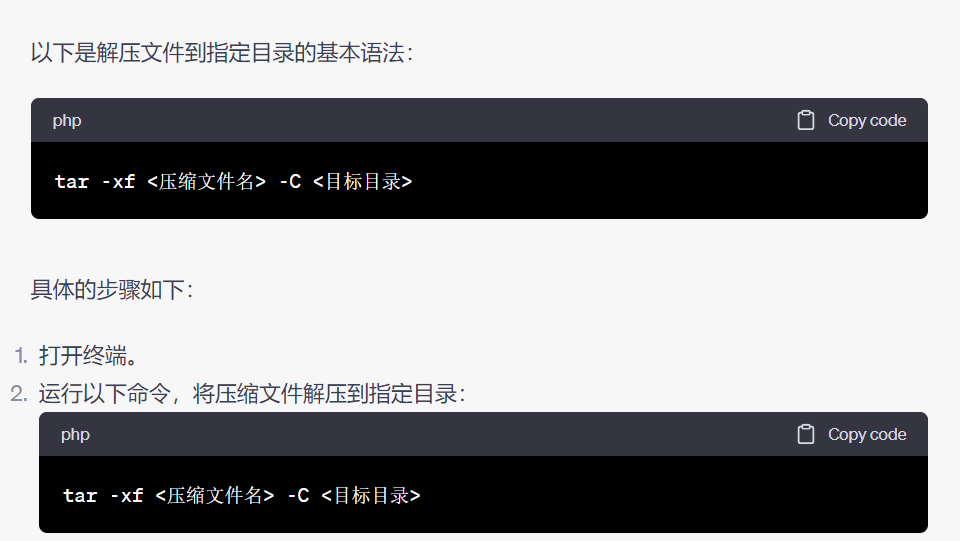 以下是解压文件到指定目录的基本语法：
php
Copy code
tar -xf <压缩文件名> -C <目标目录>
具体的步骤如下：
1. 打开终端。
2. 运行以下命令，将压缩文件解压到指定目录：
php
Copy code
tar -xf <压缩文件名> -C <目标目录>